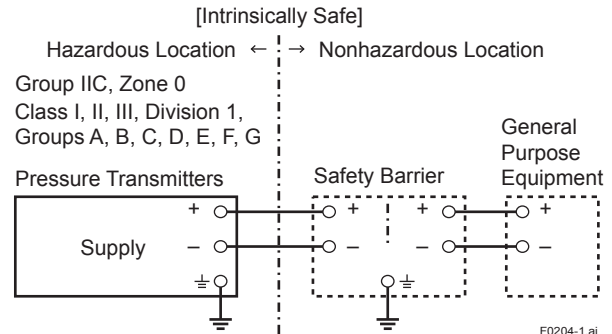 [Intrinsically Safe]
Hazardous Location ← → Nonhazardous Location
Group IIC, Zone 0
Class I, II, III, Division 1,
Groups A, B, C, D, E, F, G
General
Purpose
Equipment
Pressure Transmitters
Safety Barrier
+ + + +
Supply
– – – –
F0204-1.ai